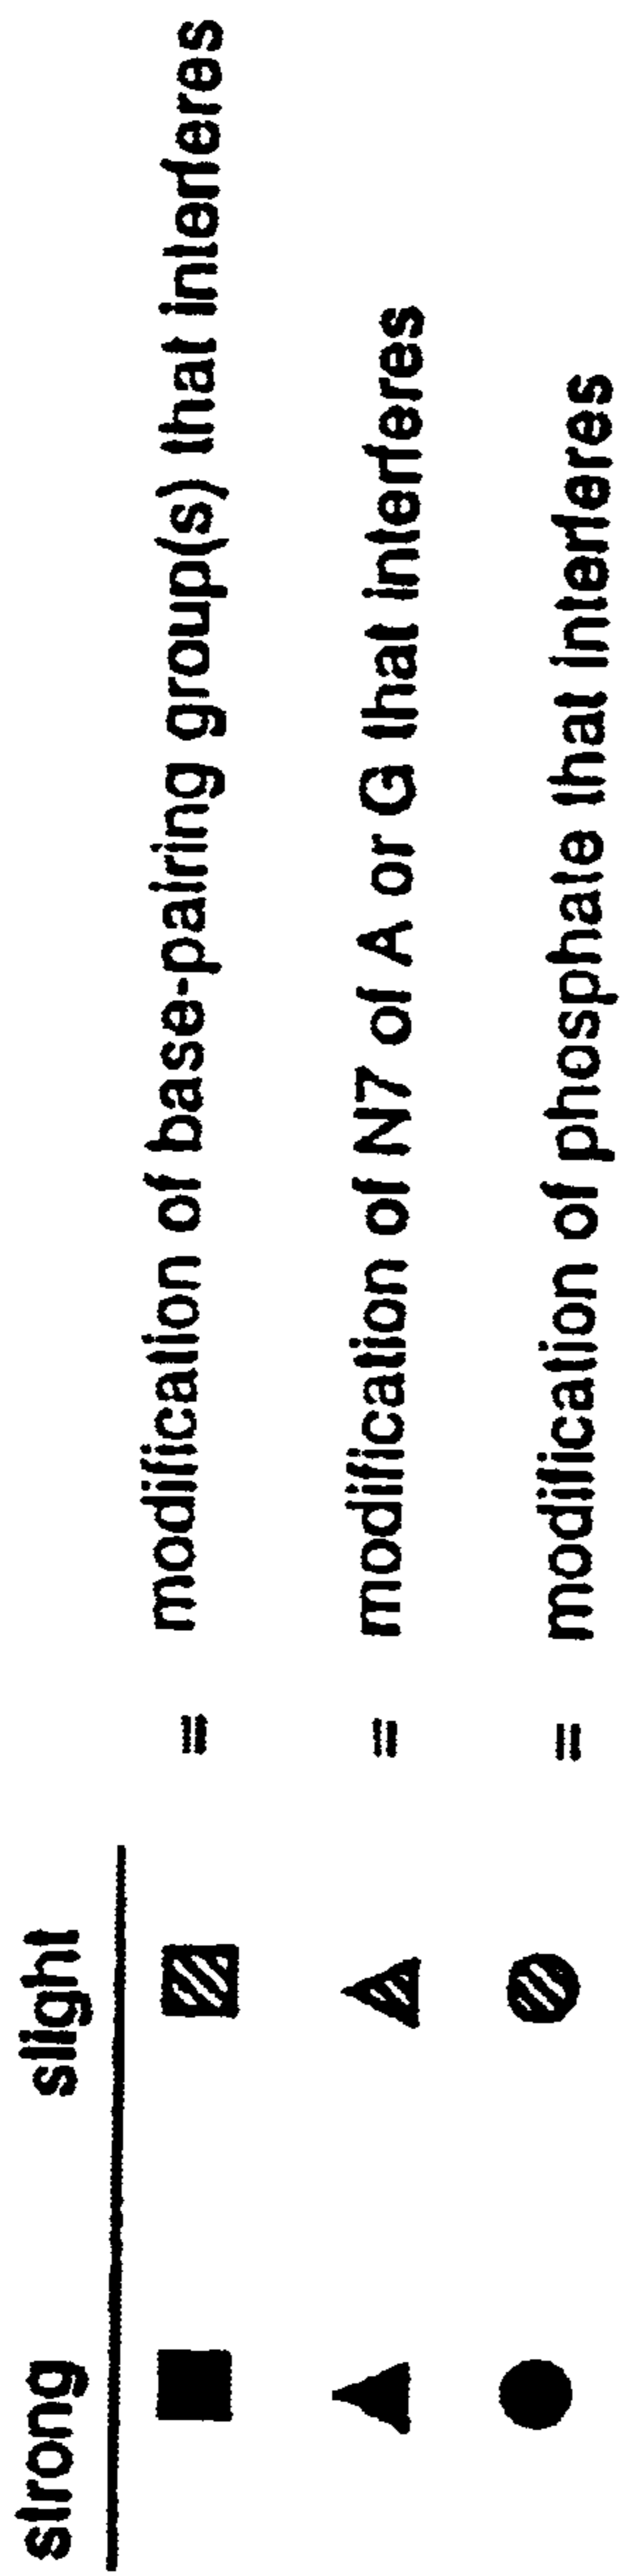 strong slight
= modification of base-pairing group(s) that interferes
= modification of N7 of A or G that interferes
= modification of phosphate that interferes